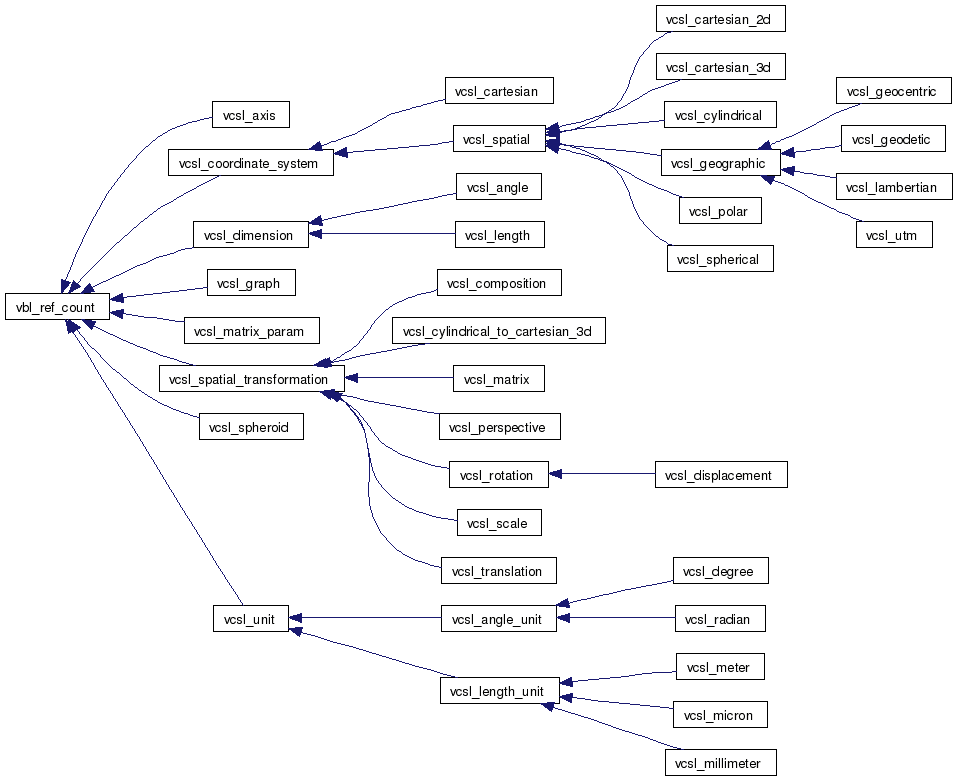 vcsl_cartesian_2d
vcsl_cartesian_3d
vcsl_cartesian
vcsl_geocentric
vcsl_axis
vcsl_cylindrical
vcsl_spatial
vcsl_geodetic
vcsl_coordinate_system
vcsl_geographic
vcsl_angle
vcsl_lambertian
vcsl_polar
vcsl_dimension
vcsl_length
vcsl_utm
vcsl_spherical
vcsl_graph
vcsl_composition
vbl_ref_count
vcsl_matrix_param
vcsl_cylindrical_to_cartesian_3d
vcsl_spatial_transformation
vcsl_matrix
vcsl_spheroid
vcsl_perspective
vcsl_rotation
vcsl_displacement
vcsl_scale
vcsl_translation
vcsl_degree
vcsl_unit
vcsl_angle_unit
vcsl_radian
vcsl_meter
vcsl_length_unit
vcsl_micron
vcsl_millimeter